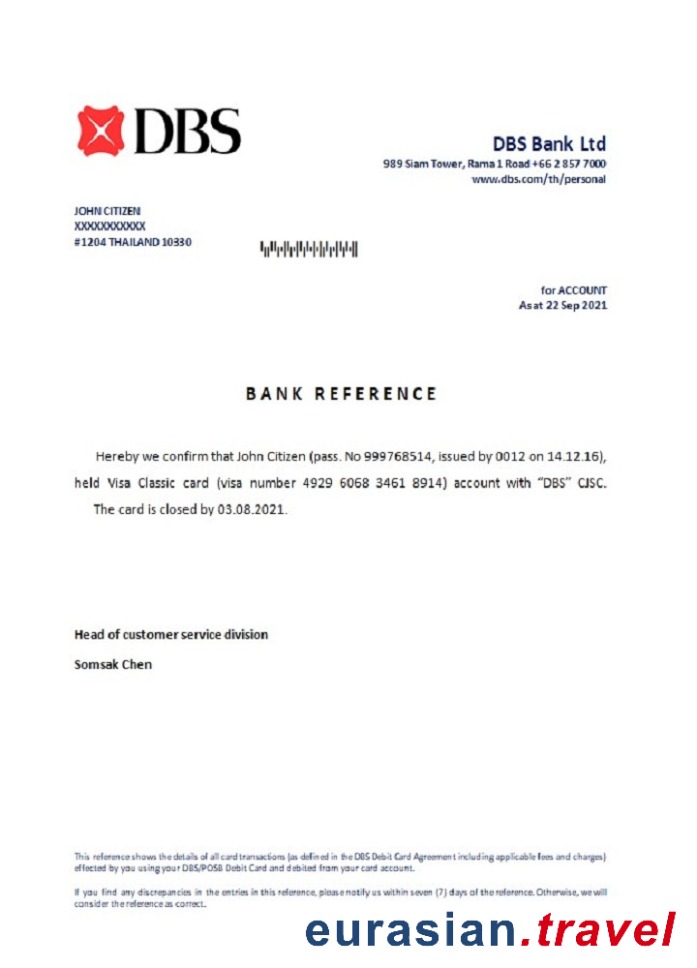 DBS
DBS Bank Ltd
989 Siam Tower, Rama 1 Road +66 2 857 7000
www.dbs.com/th/personal
JOHN CITIZEN
XXXXXXXXXXX
#1204 THAILAND 10330
for ACCOUNT
As at 22 Sep 2021
BANK REFERENCE
Hereby we confirm that John Citizen (pass. No 999768514, issued by 0012 on 14.12.16),
held Visa Classic card (visa number 4929 6068 3461 8914) account with “DBS” CJSC.
The card is closed by 03.08.2021.
Head of customer service division
Somsak Chen
This reference shows the details of all card transactions (as defined in the DBS Debit Card Agreement including applicable fees and charges)
effected by you using your DBS/POSB Debit Card and debited from your card account.
If you find any discrepancies in the entries in this reference, please notify us within seven (7) days of the reference. Otherwise, we will
consider the reference as correct.
eurasian.travel